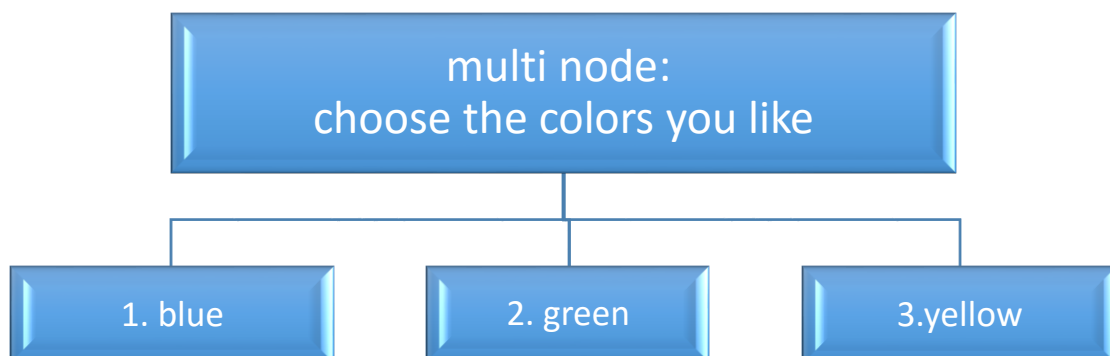 multi node:
choose the colors you like
1. blue
2. green
3.yellow